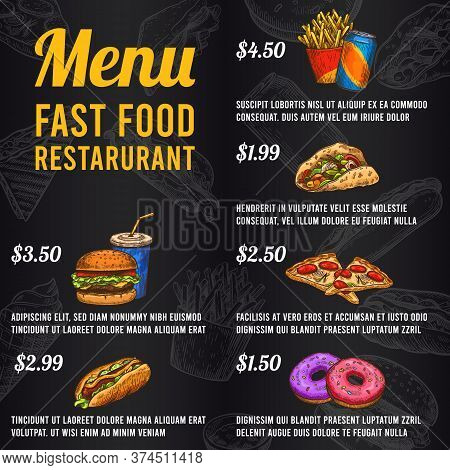 Menu
FAST FOOD
RESTARURANT
$3.50
ADIPISCING ELIT, SED DIAM NONUMMY NIBH EUISMOD
TINCIDUNT UT LAOREET DOLORE MAGNA ALIQUAM ERAT
$2.99
TINCIDUNT UT LAOREET DOLORE MAGNA ALIQUAM ERAT
VOLUTPAT. UT WISI ENIM AD MINIM VENIAM
$4.50
SUSCIPIT LOBORTIS NISL UT ALIQUIP EX EA COMMODO
CONSEQUAT. DUIS AUTEM VEL EUM IRIURE DOLOR
$1.99
HENDRERIT IN VULPUTATE VELIT ESSE MOLESTIE
CONSEQUAT, VEL ILLUM DOLORE EU FEUGIAT NULLA
$2.50
FACILISIS AT VERO EROS ET ACCUMSAN ET IUSTO ODIO
DIGNISSIM QUI BLANDIT PRAESENT LUPTATUM ZZRIL
$1.50
DIGNISSIM QUI BLANDIT PRAESENT LUPTATUM ZZRIL
DELENIT AUGUE DUIS DOLORE TE FEUGAIT NULLA
Image ID: 374511418
bigstock